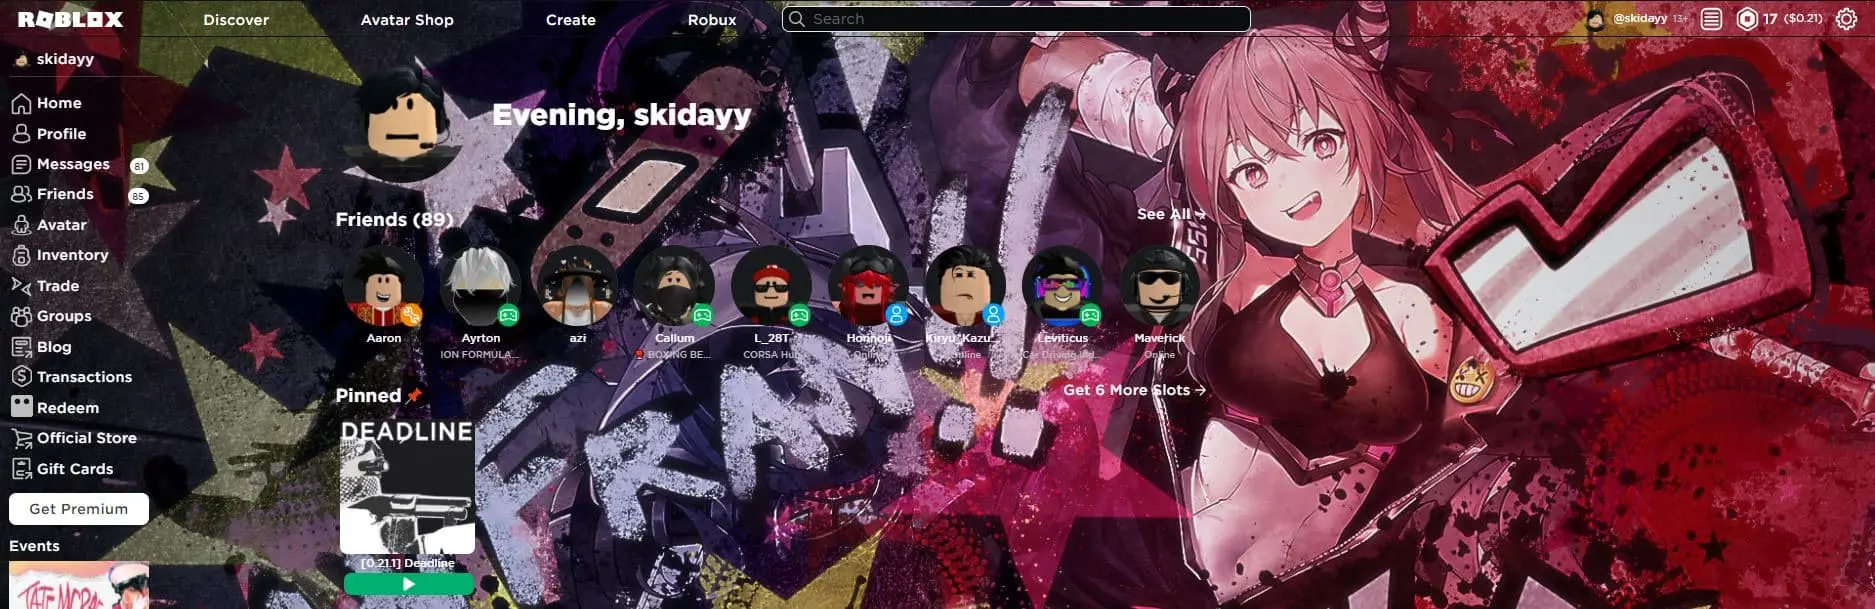 ROBLOX
Discover
Avatar Shop
Create
Robux
Search
@skidayy 13+
17 ($0.21)
skidayy
Home
Profile
Messages 81
Friends 85
Avatar
Inventory
Trade
Groups
Blog
Transactions
Redeem
Official Store
Gift Cards
Get Premium
Events
TATE MCRA
Evening, skidayy
Friends (89)
See All →
Aaron
Ayrton
ION FORMULA...
azi
Callum
BOXING BE...
L_28T
CORSA Hu...
Honnoji
Online
Kiryu_Kazu...
Online
Leviticus
Car Driving Ind...
Maverick
Online
Pinned
Get 6 More Slots →
DEADLINE
[0.21.1] Deadline